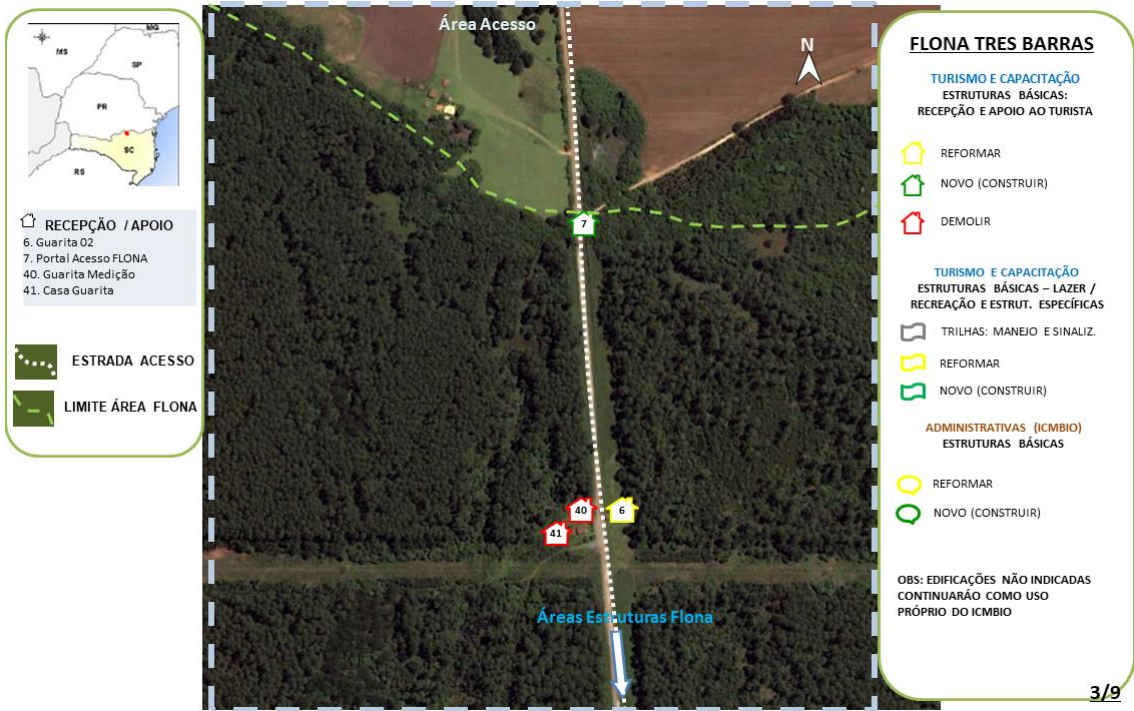 MG
MS
SP
PR
SC
RS
RECEPÇÃO / APOIO
6. Guarita 02
7. Portal Acesso FLONA
40. Guarita Medição
41. Casa Guarita
ESTRADA ACESSO
LIMITE ÁREA FLONA
Área Acesso
N
7
40
6
41
Áreas Estruturas Flona
FLONA TRES BARRAS
TURISMO E CAPACITAÇÃO
ESTRUTURAS BÁSICAS:
RECEPÇÃO E APOIO AO TURISTA
REFORMAR
NOVO (CONSTRUIR)
DEMOLIR
TURISMO E CAPACITAÇÃO
ESTRUTURAS BÁSICAS – LAZER /
RECREAÇÃO E ESTRUT. ESPECÍFICAS
TRILHAS: MANEJO E SINALIZ.
REFORMAR
NOVO (CONSTRUIR)
ADMINISTRATIVAS (ICMBIO)
ESTRUTURAS BÁSICAS
REFORMAR
NOVO (CONSTRUIR)
OBS: EDIFICAÇÕES NÃO INDICADAS
CONTINUARÁO COMO USO
PRÓPRIO DO ICMBIO
3/9